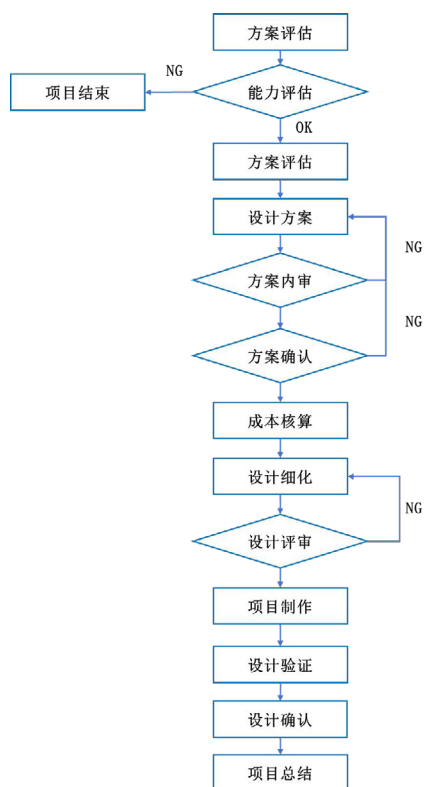 方案评估
NG
项目结束
能力评估
OK
方案评估
设计方案
NG
方案内审
NG
方案确认
成本核算
设计细化
NG
设计评审
项目制作
设计验证
设计确认
项目总结